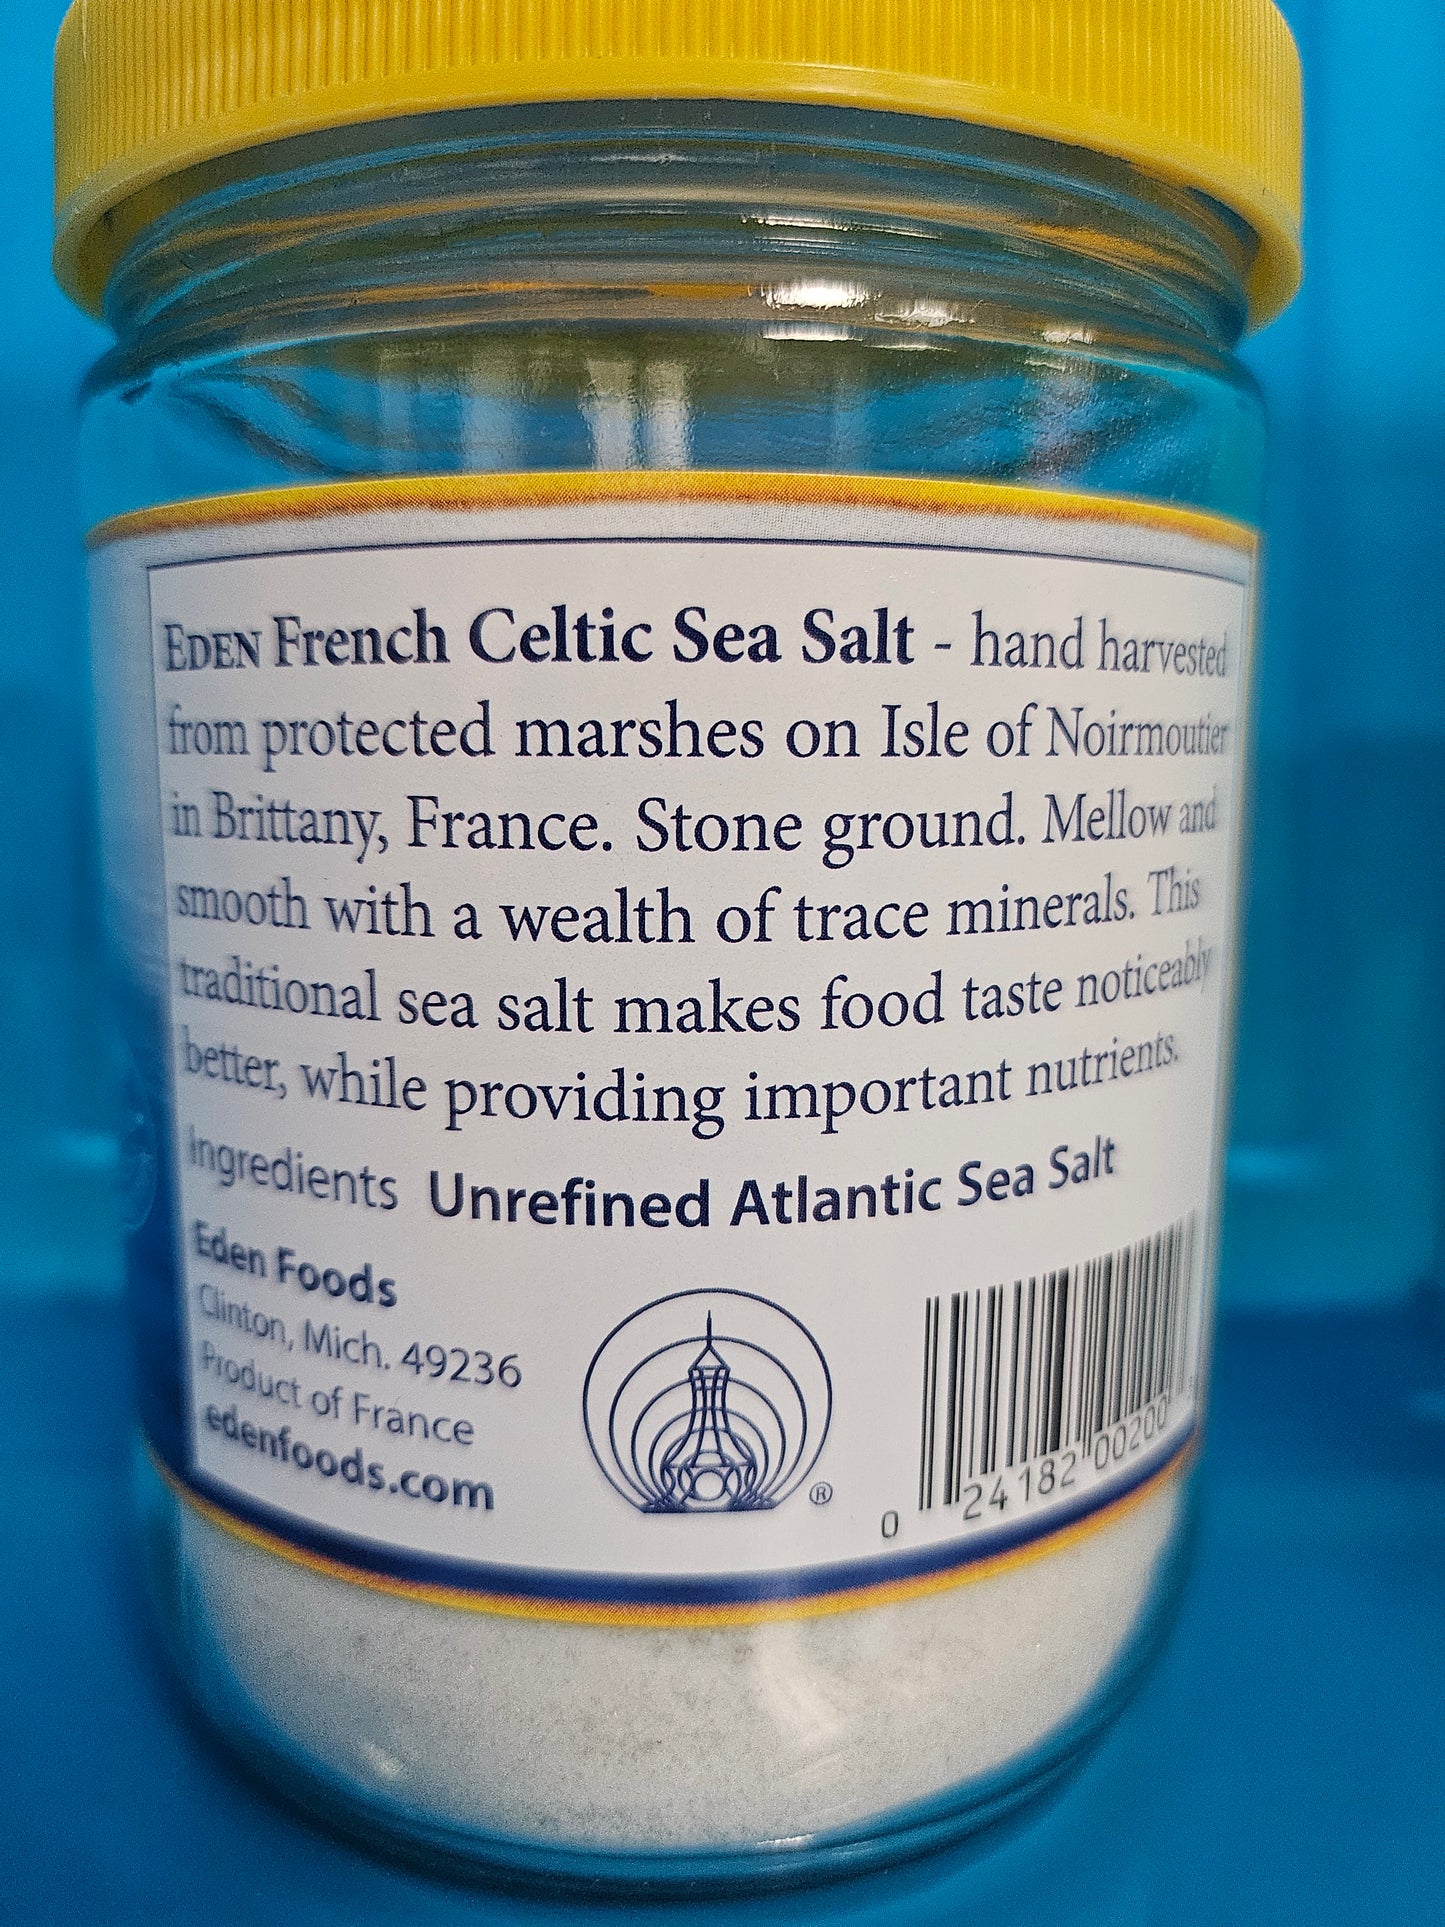 EDEN French Celtic Sea Salt - hand harvested
from protected marshes on Isle of Noirmoutier
in Brittany, France. Stone ground. Mellow and
smooth with a wealth of trace minerals. This
traditional sea salt makes food taste noticeably
better, while providing important nutrients.
Ingredients Unrefined Atlantic Sea Salt
Eden Foods
Clinton, Mich. 49236
Product of France
edenfoods.com
®
0 24182 00200